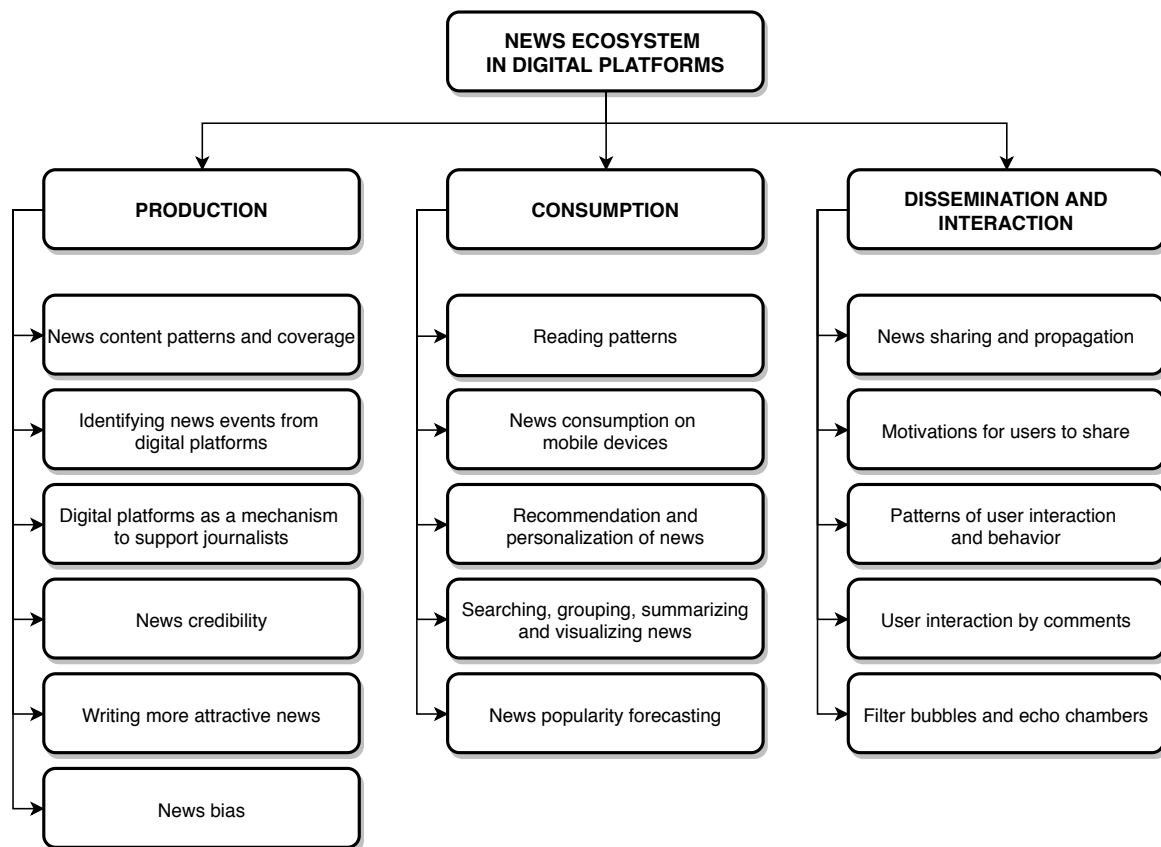 NEWS ECOSYSTEM
IN DIGITAL PLATFORMS
PRODUCTION
News content patterns and coverage
Identifying news events from
digital platforms
Digital platforms as a mechanism
to support journalists
News credibility
Writing more attractive news
News bias
CONSUMPTION
Reading patterns
News consumption on
mobile devices
Recommendation and
personalization of news
Searching, grouping, summarizing
and visualizing news
News popularity forecasting
DISSEMINATION AND
INTERACTION
News sharing and propagation
Motivations for users to share
Patterns of user interaction
and behavior
User interaction by comments
Filter bubbles and echo chambers